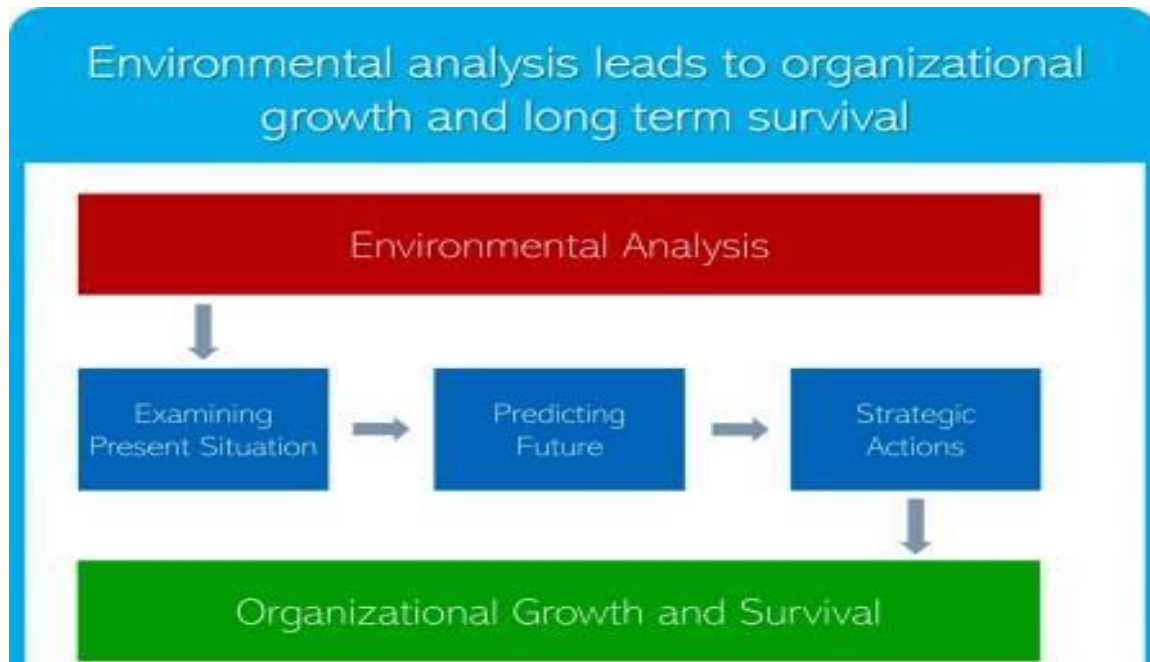 Environmental analysis leads to organizational
growth and long term survival
Environmental Analysis
Examining
Present Situation
Predicting
Future
Strategic
Actions
Organizational Growth and Survival